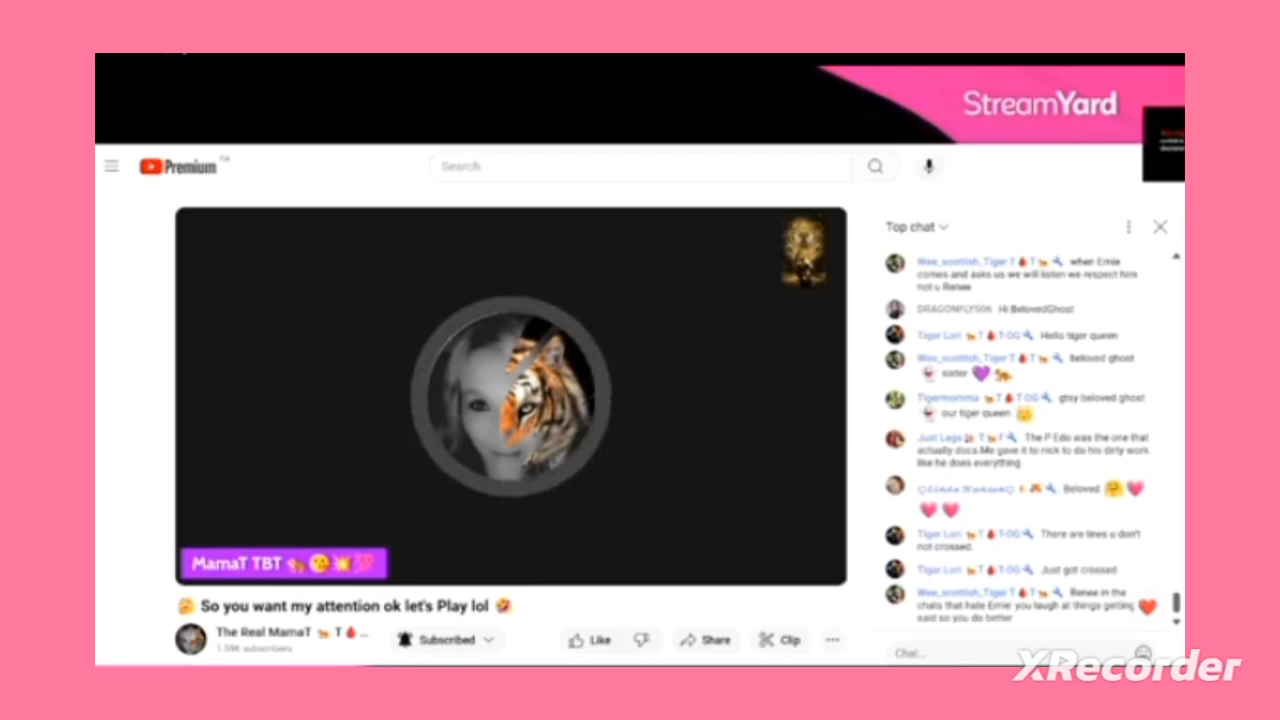 StreamYard
Premium CA
Search
Top chat
Wee_scottish_Tiger T T when Ernie
comes and asks us we will listen we respect him
not u Renee
DRAGONFLY506 Hi BelovedGhost
Tiger Lori T T-OG Hello tiger queen
Wee_scottish_Tiger T T beloved ghost
👻 sister 💜 🐅
Tigermomma T T OG gtsy beloved ghost
👻 our tiger queen 👑
Just Legs T F The P Edo was the one that
actually docs.Me gave it to nick to do his dirty work
like he does everything
Beloved 🤗 💗
💗 💗
Tiger Lori T T-OG There are lines u don't
not crossed.
Tiger Lori T T-OG Just got crossed
Wee_scottish_Tiger T T Renee in the
chats that hate Ernie' you laugh at things getting
said so you do better
Chat...
MamaT TBT 🐅 😘 💥 💯
So you want my attention ok let's Play lol 🤣
The Real MamaT 🐅 T 🩸...
1.59K subscribers
Subscribed
Like
Share
Clip
XRecorder